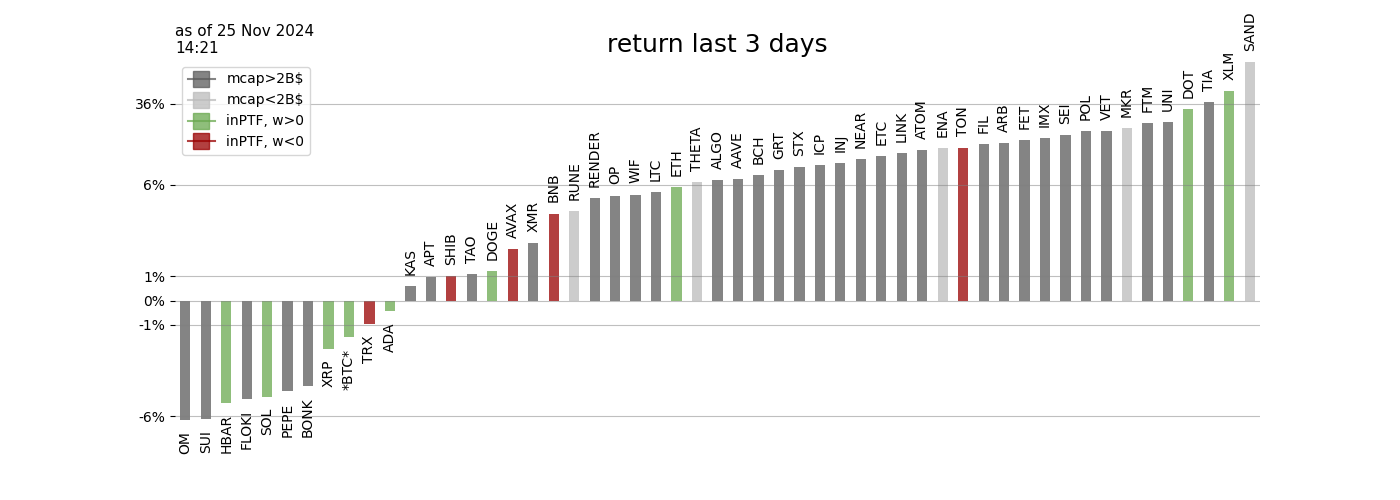 as of 25 Nov 2024
14:21
return last 3 days
mcap>2B$
mcap<2B$
inPTF, w>0
inPTF, w<0
36%
6%
1%
0%
-1%
-6%
OM
SUI
HBAR
FLOKI
SOL
PEPE
BONK
XRP
*BTC*
TRX
ADA
KAS
APT
SHIB
TAO
DOGE
AVAX
XMR
BNB
RUNE
RENDER
OP
WIF
LTC
ETH
THETA
ALGO
AAVE
BCH
GRT
STX
ICP
INJ
NEAR
ETC
LINK
ATOM
ENA
TON
FIL
ARB
FET
IMX
SEI
POL
VET
MKR
FTM
UNI
DOT
TIA
XLM
SAND